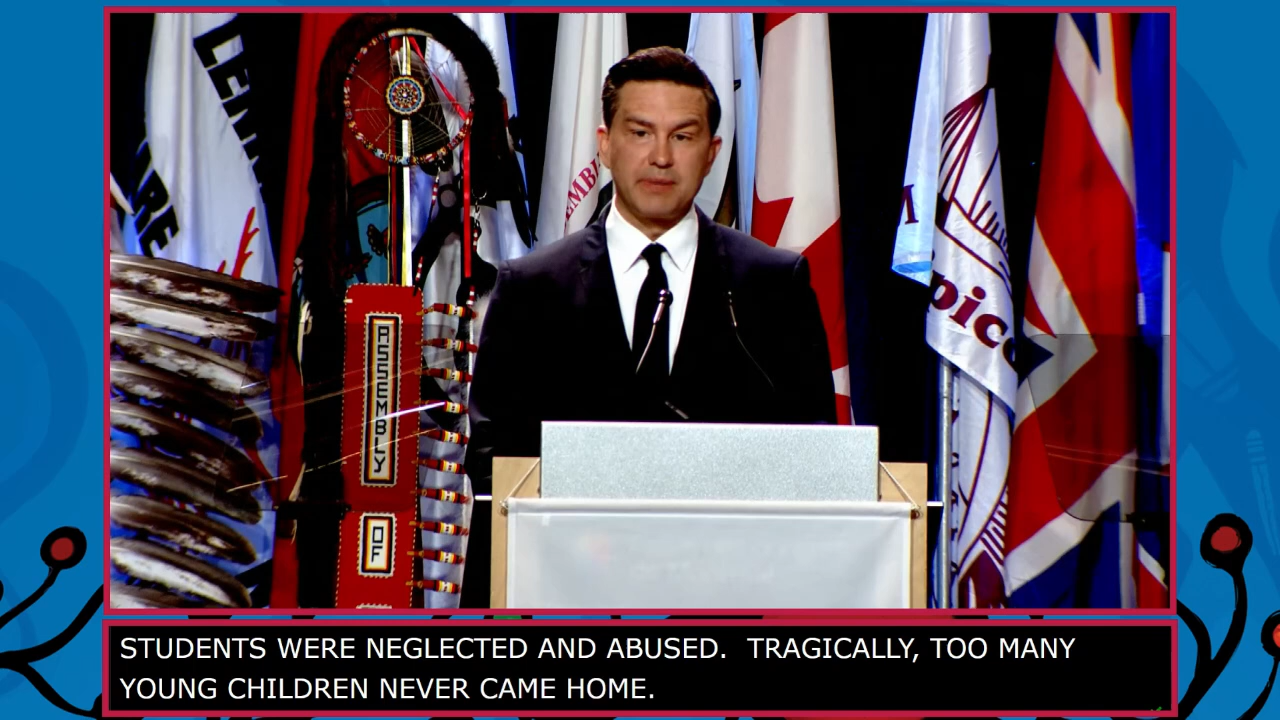 ASSEMBLY
OF
STUDENTS WERE NEGLECTED AND ABUSED.  TRAGICALLY, TOO MANY
YOUNG CHILDREN NEVER CAME HOME.